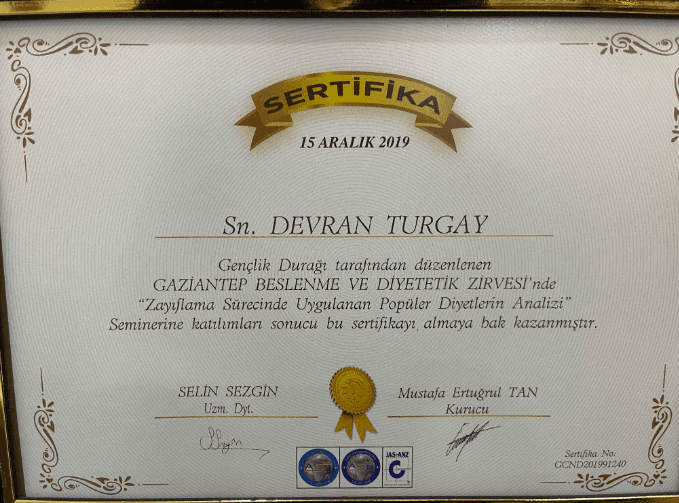 SERTİFİKA
15 ARALIK 2019
Sn. DEVRAN TURGAY
Gençlik Durağı tarafından düzenlenen
GAZİANTEP BESLENME VE DİYETETİK ZİRVESİ'nde
“Zayıflama Sürecinde Uygulanan Popüler Diyetlerin Analizi”
Seminerine katılımları sonucu bu sertifikayı almaya hak kazanmıştır.
SELİN SEZGİN
Uzm. Dyt.
Mustafa Ertuğrul TAN
Kurucu
JAS-ANZ
Sertifika No:
GCND201991240